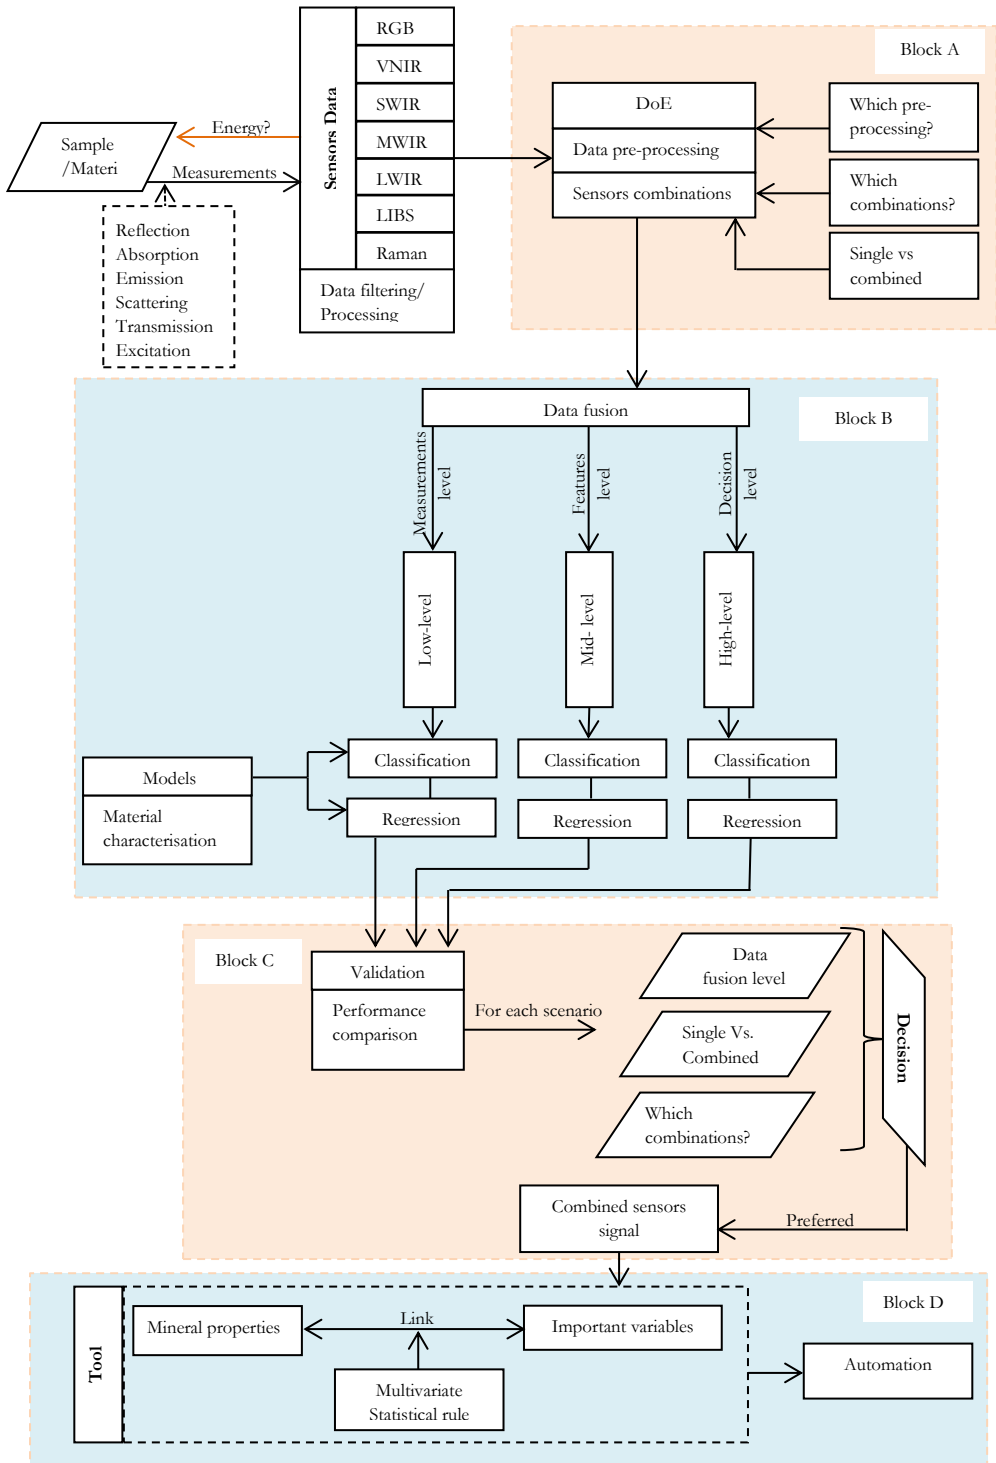 Sample
/Materi
Energy?
Measurements
Reflection
Absorption
Emission
Scattering
Transmission
Excitation
Sensors Data
RGB
VNIR
SWIR
MWIR
LWIR
LIBS
Raman
Data filtering/
Processing
Block A
DoE
Data pre-processing
Sensors combinations
Which pre-
processing?
Which
combinations?
Single vs
combined
Block B
Data fusion
Measurements
level
Features
level
Decision
level
Low-level
Mid- level
High-level
Models
Material
characterisation
Classification
Classification
Classification
Regression
Regression
Regression
Block C
Validation
Performance
comparison
For each scenario
Data
fusion level
Single Vs.
Combined
Which
combinations?
Decision
Combined sensors
signal
Preferred
Block D
Tool
Mineral properties
Link
Important variables
Multivariate
Statistical rule
Automation